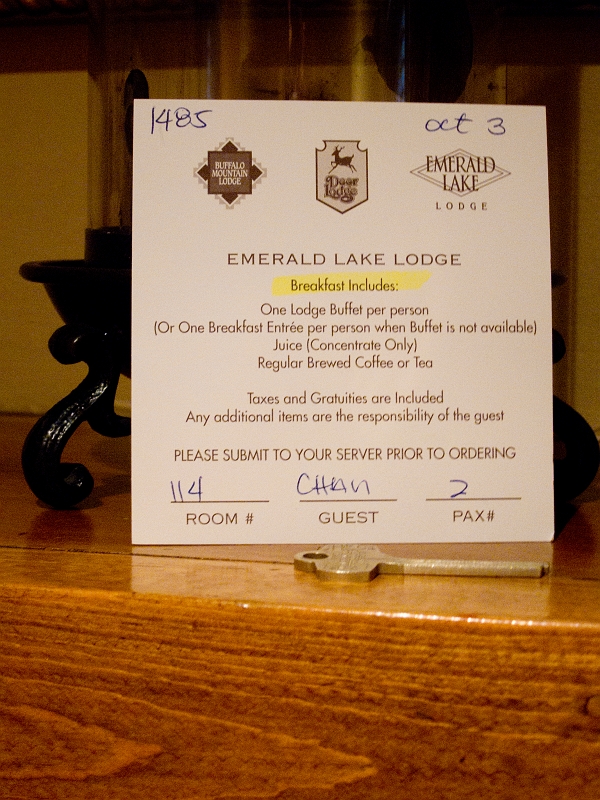 1485
oct 3
BUFFALO
MOUNTAIN
LODGE
Deer
Lodge
EMERALD
LAKE
LODGE
EMERALD LAKE LODGE
Breakfast Includes:
One Lodge Buffet per person
(Or One Breakfast Entrée per person when Buffet is not available)
Juice (Concentrate Only)
Regular Brewed Coffee or Tea
Taxes and Gratuities are Included
Any additional items are the responsibility of the guest
PLEASE SUBMIT TO YOUR SERVER PRIOR TO ORDERING
114 CHAN 2
ROOM # GUEST PAX#